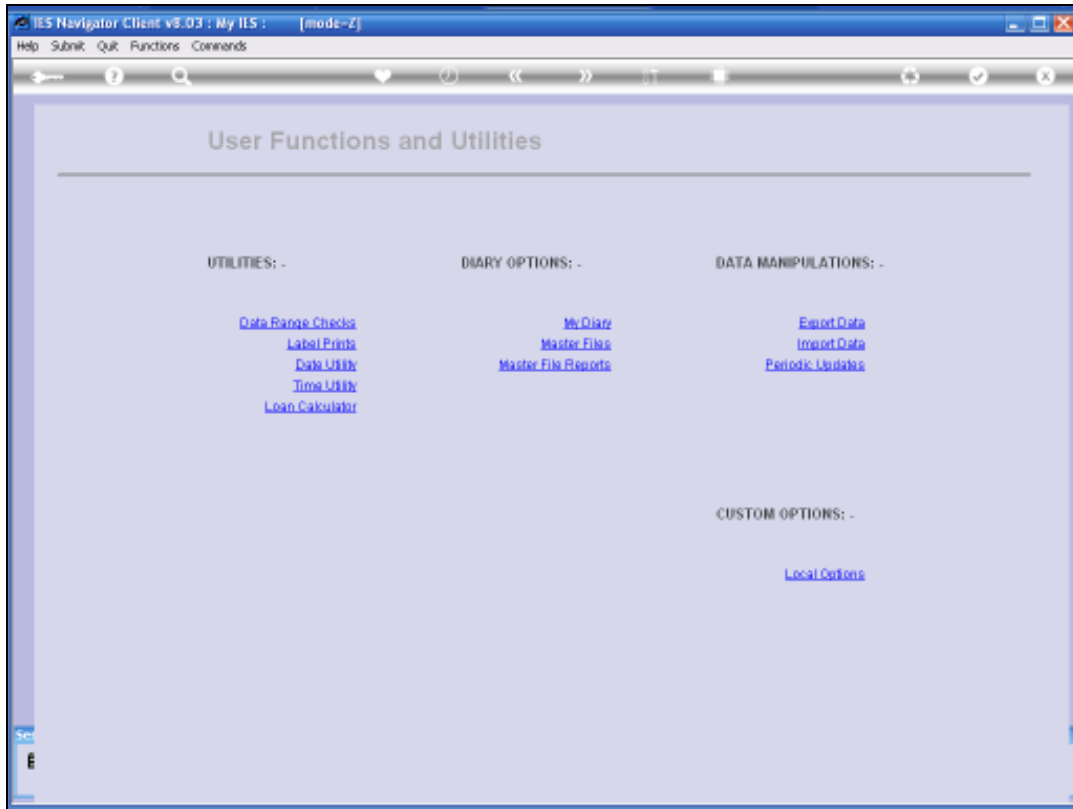 IES Navigator Client v8.03 : My IES : [mode=Z]
Help Submit Quit Functions Commands
User Functions and Utilities
UTILITIES: -
Data Range Checks
Label Prints
Date Utility
Time Utility
Loan Calculator
DIARY OPTIONS: -
My Diary
Master Files
Master File Reports
DATA MANIPULATIONS: -
Export Data
Import Data
Periodic Updates
CUSTOM OPTIONS: -
Local Options